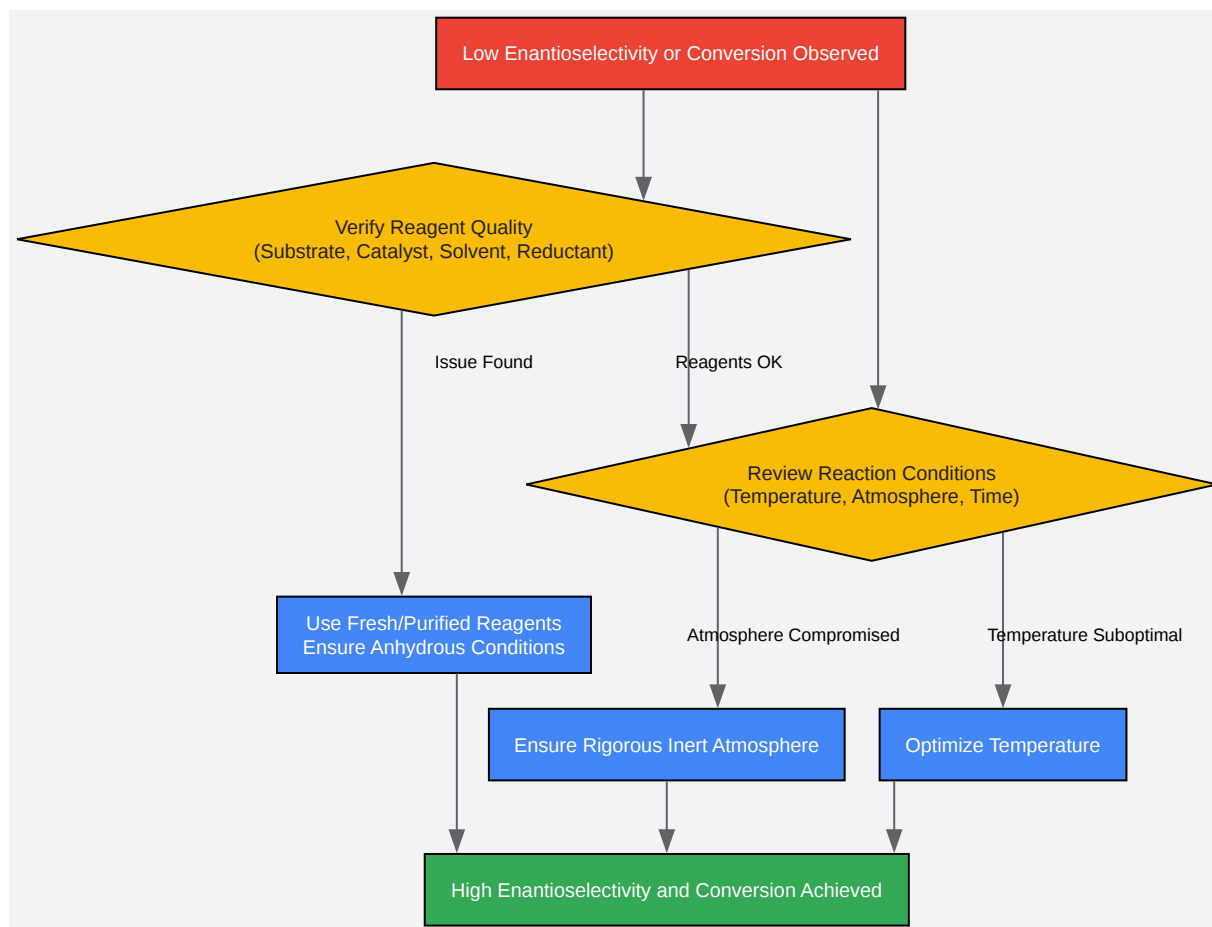 Low Enantioselectivity or Conversion Observed
Verify Reagent Quality
(Substrate, Catalyst, Solvent, Reductant)
Issue Found
Reagents OK
Review Reaction Conditions
(Temperature, Atmosphere, Time)
Use Fresh/Purified Reagents
Ensure Anhydrous Conditions
Atmosphere Compromised
Temperature Suboptimal
Ensure Rigorous Inert Atmosphere
Optimize Temperature
High Enantioselectivity and Conversion Achieved